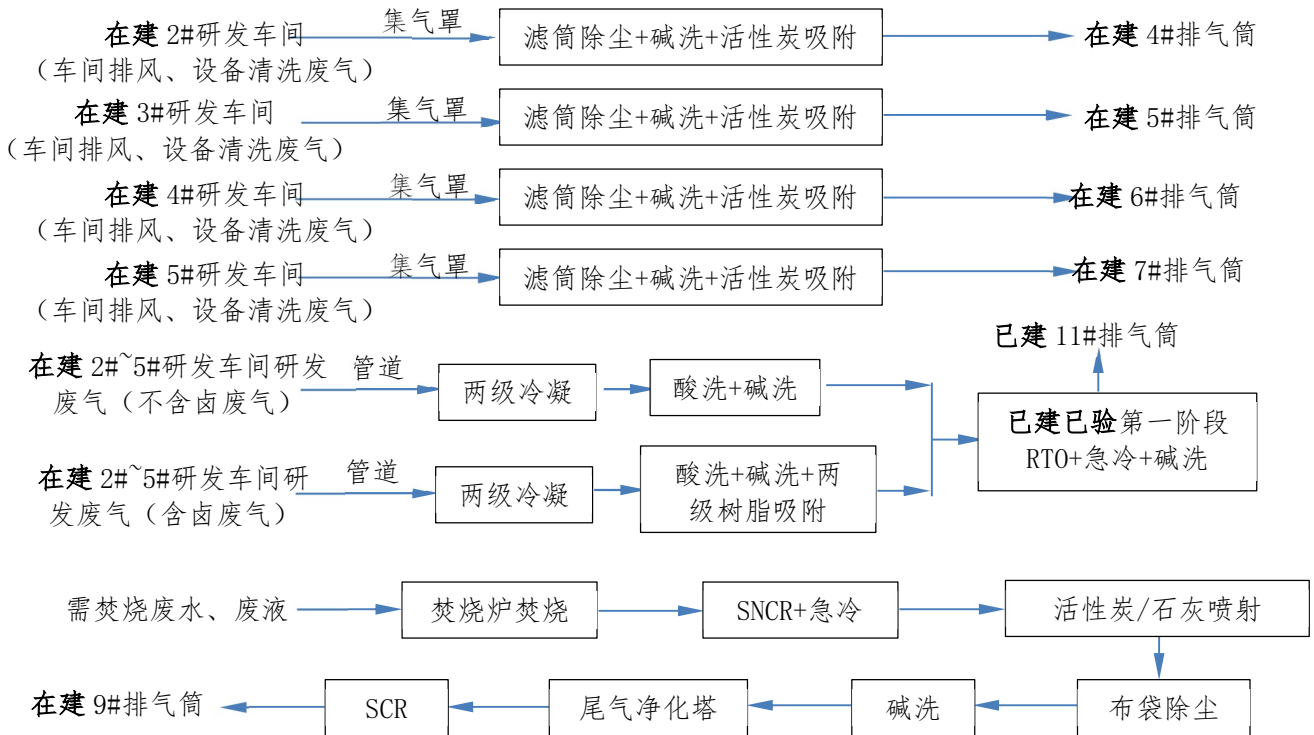 在建 2#研发车间 集气罩 滤筒除尘+碱洗+活性炭吸附 在建 4#排气筒
（车间排风、设备清洗废气）
在建 3#研发车间 集气罩 滤筒除尘+碱洗+活性炭吸附 在建 5#排气筒
（车间排风、设备清洗废气）
在建 4#研发车间 集气罩 滤筒除尘+碱洗+活性炭吸附 在建 6#排气筒
（车间排风、设备清洗废气）
在建 5#研发车间 集气罩 滤筒除尘+碱洗+活性炭吸附 在建 7#排气筒
（车间排风、设备清洗废气）
已建 11#排气筒
在建 2#~5#研发车间研发
废气（不含卤废气）
管道
两级冷凝
酸洗+碱洗
已建已验第一阶段
RTO+急冷+碱洗
在建 2#~5#研发车间研
发废气（含卤废气）
管道
两级冷凝
酸洗+碱洗+两
级树脂吸附
需焚烧废水、废液 焚烧炉焚烧 SNCR+急冷 活性炭/石灰喷射
在建 9#排气筒 SCR 尾气净化塔 碱洗 布袋除尘